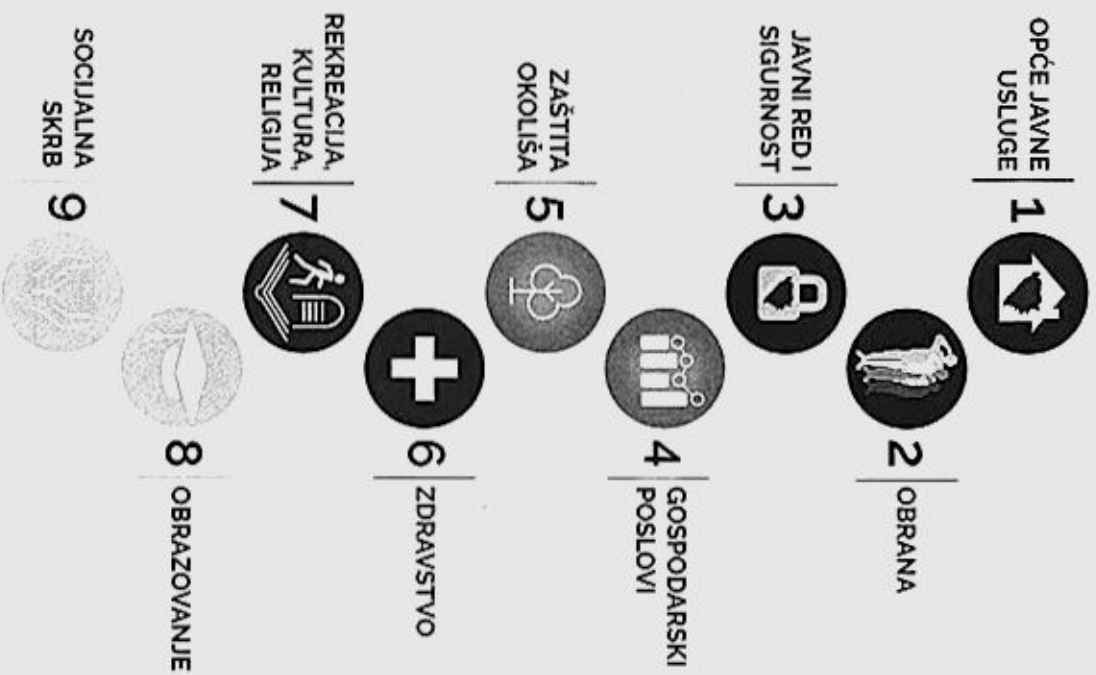 OPĆE JAVNE
USLUGE
1
2
OBRANA
JAVNI RED I
SIGURNOST
3
4
GOSPODARSKI
POSLOVI
ZAŠTITA
OKOLIŠA
5
6
ZDRAVSTVO
REKREACIJA,
KULTURA,
RELIGIJA
7
8
OBRAZOVANJE
SOCIJALNA
SKRB
9